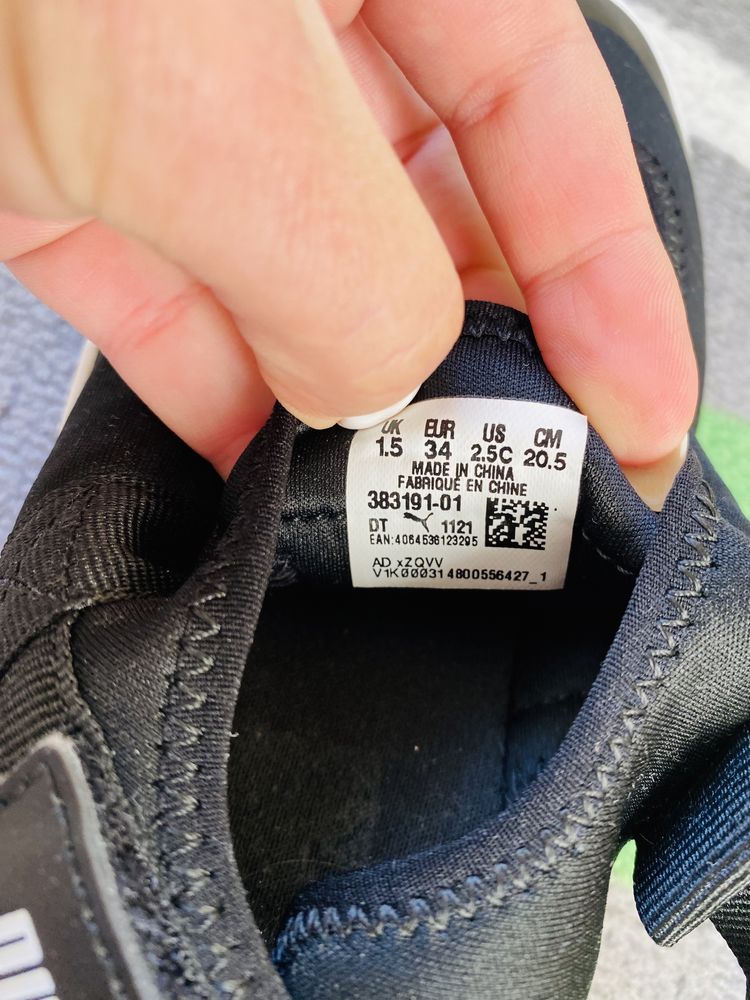 UK EUR US CM
1.5 34 2.5C 20.5
MADE IN CHINA
FABRIQUÉ EN CHINE
383191-01
DT 1121
EAN:4064536123295
AD xZQVV
V1K000314800556427_1